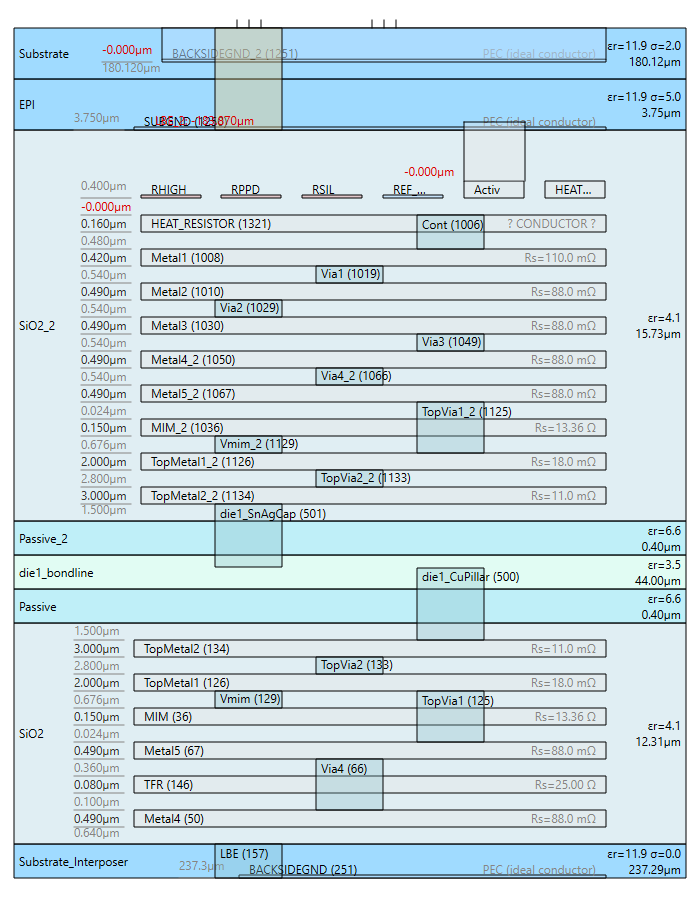 Substrate
-0.000µm
180.120µm
BACKSIDEGND_2 (1251)
PEC (ideal conductor)
εr=11.9 σ=2.0
180.12µm
EPI
3.750µm
SUBGND_2 (1250)
PEC (ideal conductor)
εr=11.9 σ=5.0
3.75µm
-0.000µm
0.400µm
RHIGH
RPPD
RSIL
REF_...
Activ
HEAT...
-0.000µm
0.160µm
HEAT_RESISTOR (1321)
Cont (1006)
? CONDUCTOR ?
0.480µm
0.420µm
Metal1 (1008)
Rs=110.0 mΩ
0.540µm
Via1 (1019)
0.490µm
Metal2 (1010)
Rs=88.0 mΩ
0.540µm
Via2 (1029)
SiO2_2
0.490µm
Metal3 (1030)
Rs=88.0 mΩ
εr=4.1
15.73µm
0.540µm
Via3 (1049)
0.490µm
Metal4_2 (1050)
Rs=88.0 mΩ
0.540µm
Via4_2 (1066)
0.490µm
Metal5_2 (1067)
Rs=88.0 mΩ
0.024µm
TopVia1_2 (1125)
0.150µm
MIM_2 (1036)
Rs=13.36 mΩ
0.676µm
Vmim_2 (1129)
2.000µm
TopMetal1_2 (1126)
Rs=18.0 mΩ
2.800µm
TopVia2_2 (1133)
3.000µm
TopMetal2_2 (1134)
Rs=11.0 mΩ
1.500µm
die1_SnAgCap (501)
Passive_2
εr=6.6
0.40µm
die1_bondline
die1_CuPillar (500)
εr=3.5
44.00µm
Passive
εr=6.6
0.40µm
1.500µm
3.000µm
TopMetal2 (134)
Rs=11.0 mΩ
2.800µm
TopVia2 (133)
2.000µm
TopMetal1 (126)
Rs=18.0 mΩ
0.676µm
Vmim (129)
TopVia1 (125)
0.150µm
MIM (36)
Rs=13.36 mΩ
SiO2
0.024µm
εr=4.1
12.31µm
0.490µm
Metal5 (67)
Rs=88.0 mΩ
0.360µm
Via4 (66)
0.080µm
TFR (146)
Rs=25.00 Ω
0.100µm
0.490µm
Metal4 (50)
Rs=88.0 mΩ
0.640µm
Substrate_Interposer
237.3µm
LBE (157)
BACKSIDEGND (251)
PEC (ideal conductor)
εr=11.9 σ=0.0
237.29µm